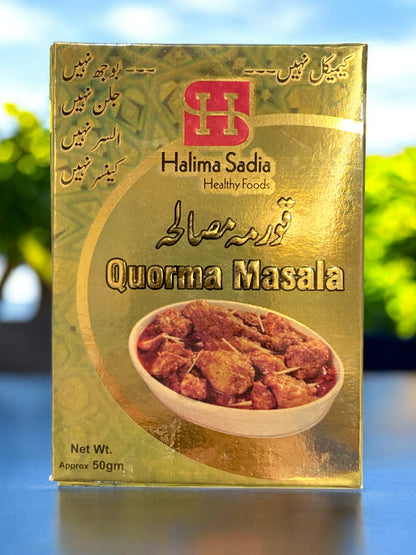 کیمیکل نہیں ---- --- بوجھ نہیں
جلن نہیں
السر نہیں
کینسر نہیں
HS
Halima Sadia
Healthy Foods
قورمہ مصالحہ
Quorma Masala
Net Wt.
Approx 50gm